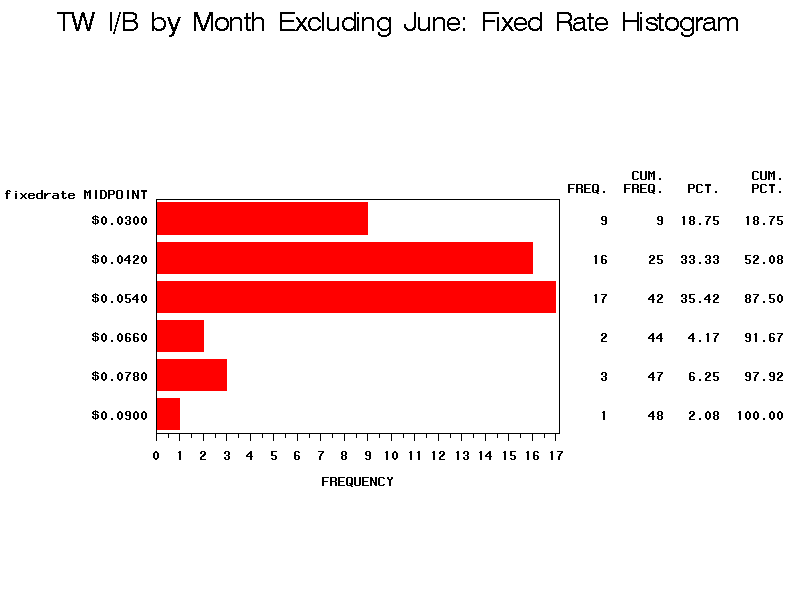 TW I/B by Month Excluding June: Fixed Rate Histogram
CUM. CUM.
fixedrate MIDPOINT FREQ. FREQ. PCT. PCT.
$0.0300 9 9 18.75 18.75
$0.0420 16 25 33.33 52.08
$0.0540 17 42 35.42 87.50
$0.0660 2 44 4.17 91.67
$0.0780 3 47 6.25 97.92
$0.0900 1 48 2.08 100.00
0 1 2 3 4 5 6 7 8 9 10 11 12 13 14 15 16 17
FREQUENCY